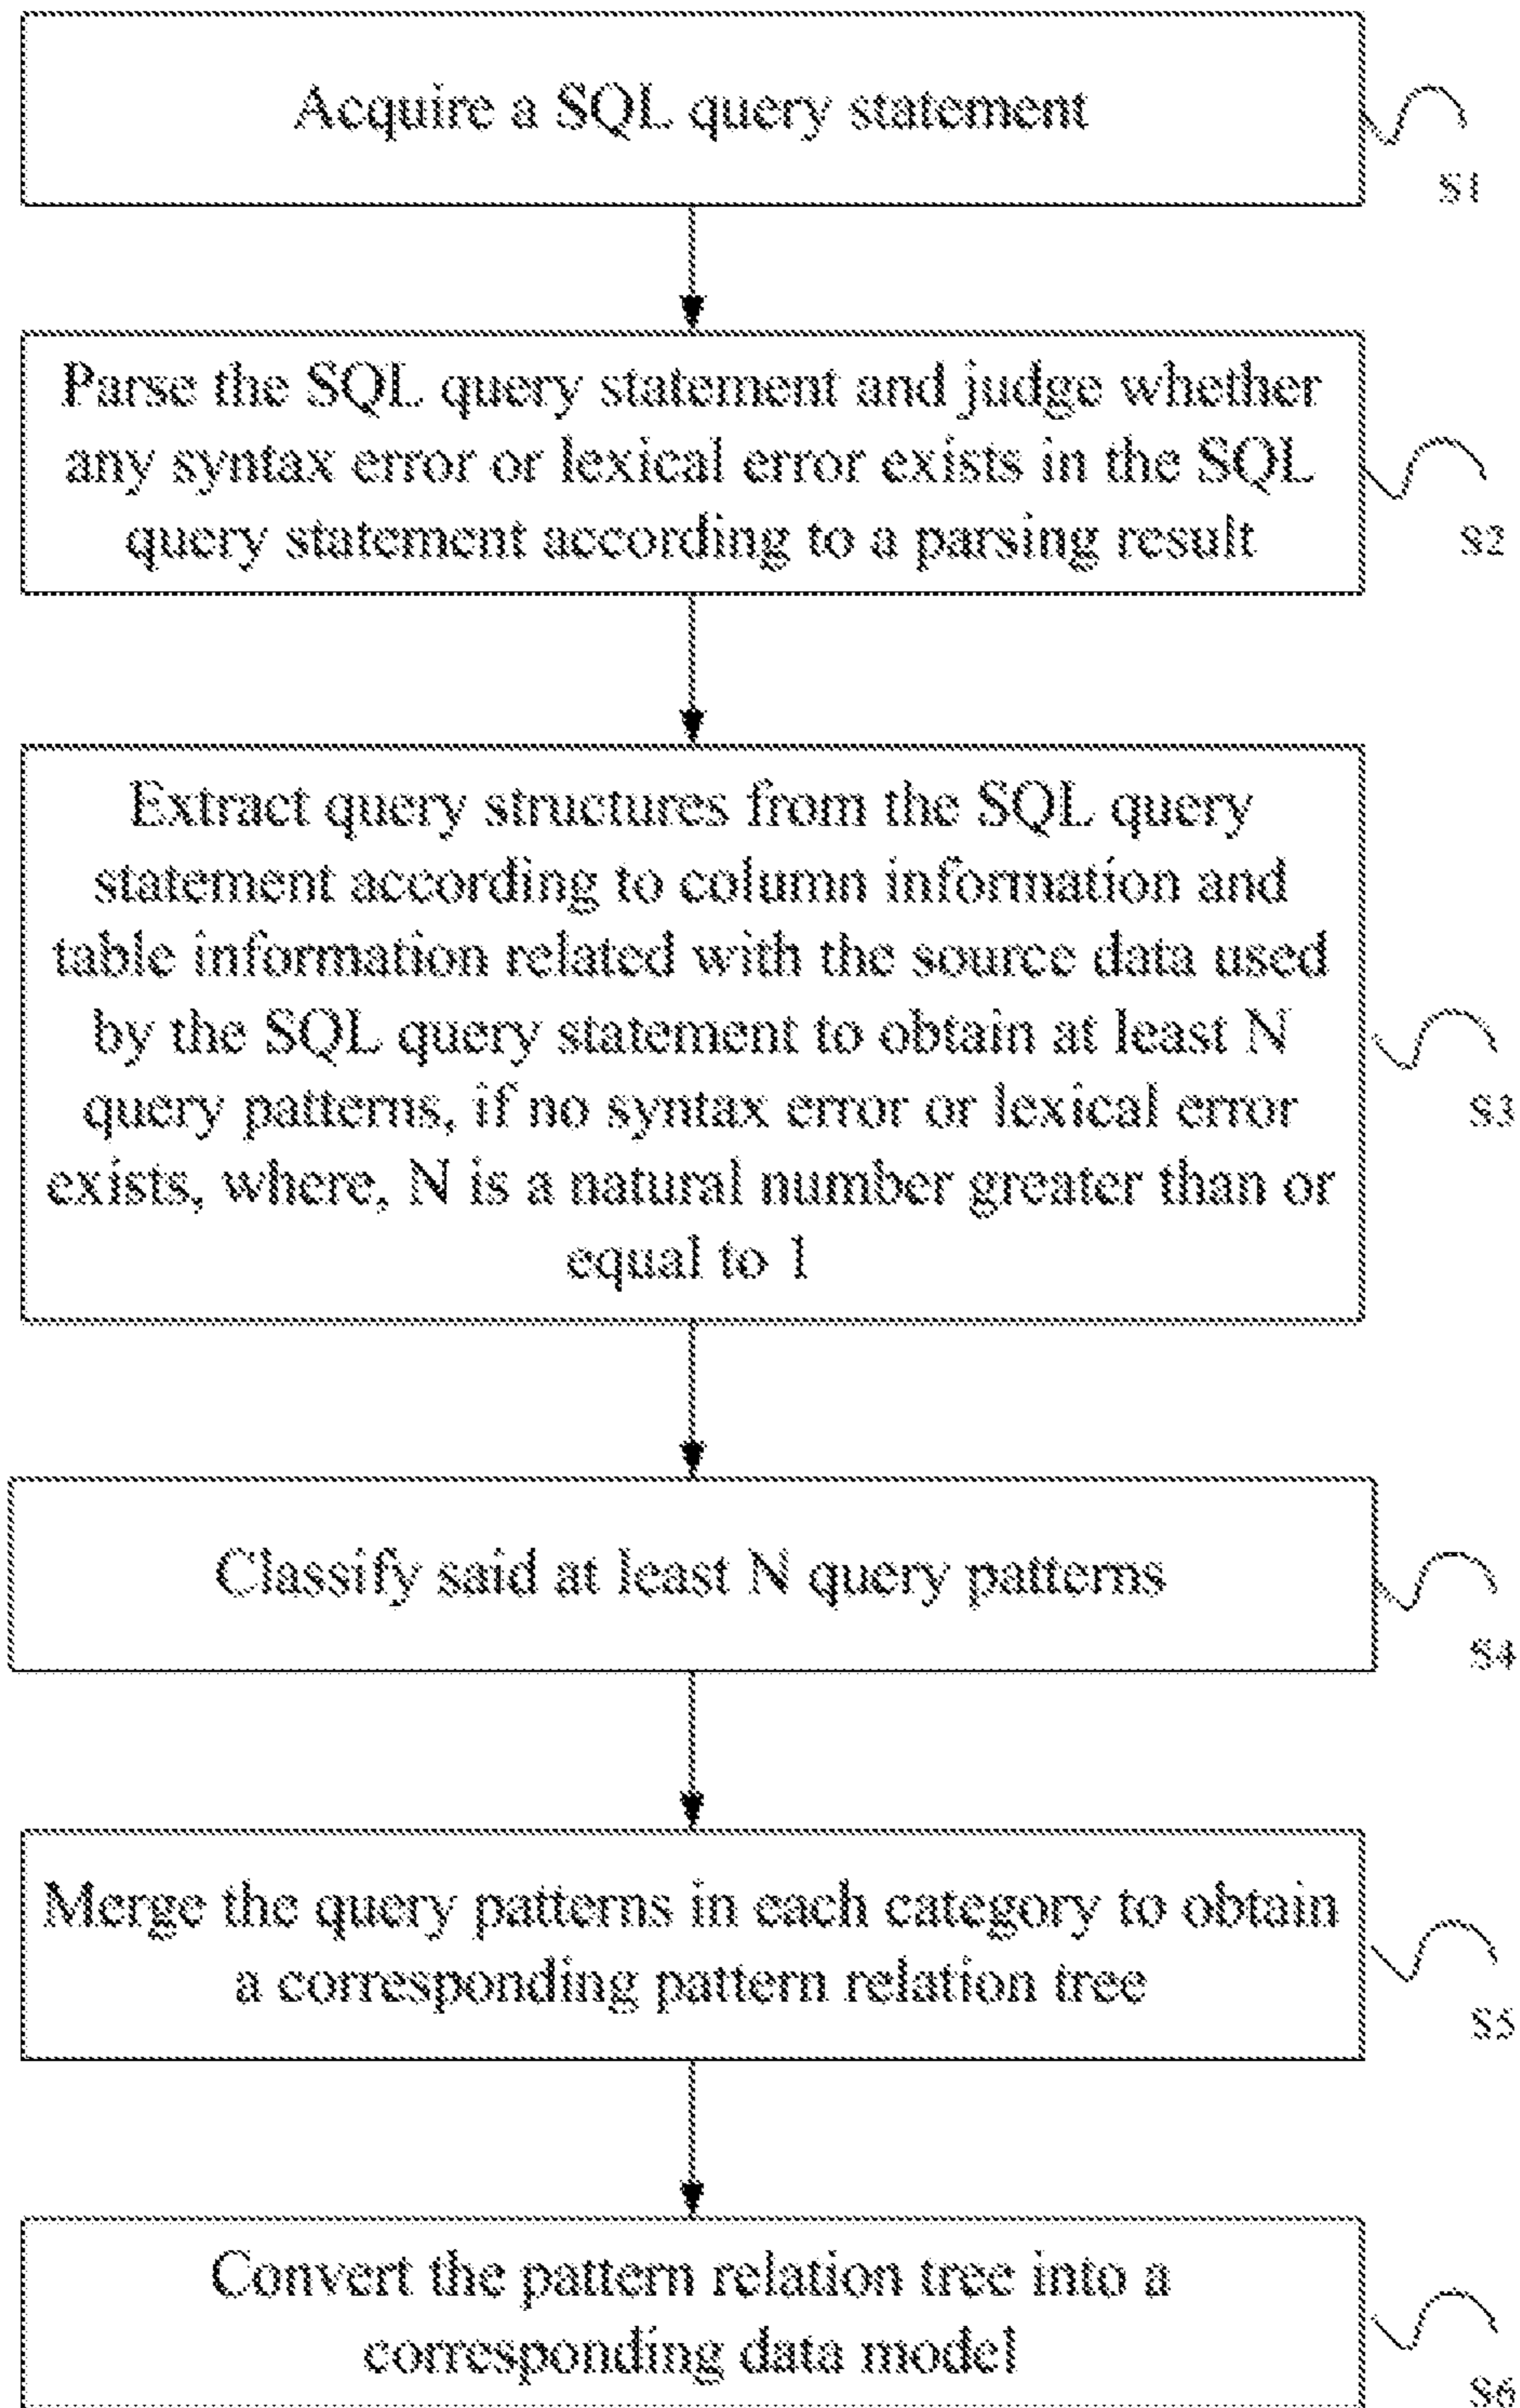 Acquire a SQL query statement
S1
Parse the SQL query statement and judge whether
any syntax error or lexical error exists in the SQL
query statement according to a parsing result
S2
Extract query structures from the SQL query
statement according to column information and
table information related with the source data used
by the SQL query statement to obtain at least N
query patterns, if no syntax error or lexical error
exists, where, N is a natural number greater than or
equal to 1
S3
Classify said at least N query patterns
S4
Merge the query patterns in each category to obtain
a corresponding pattern relation tree
S5
Convert the pattern relation tree into a
corresponding data model
S6